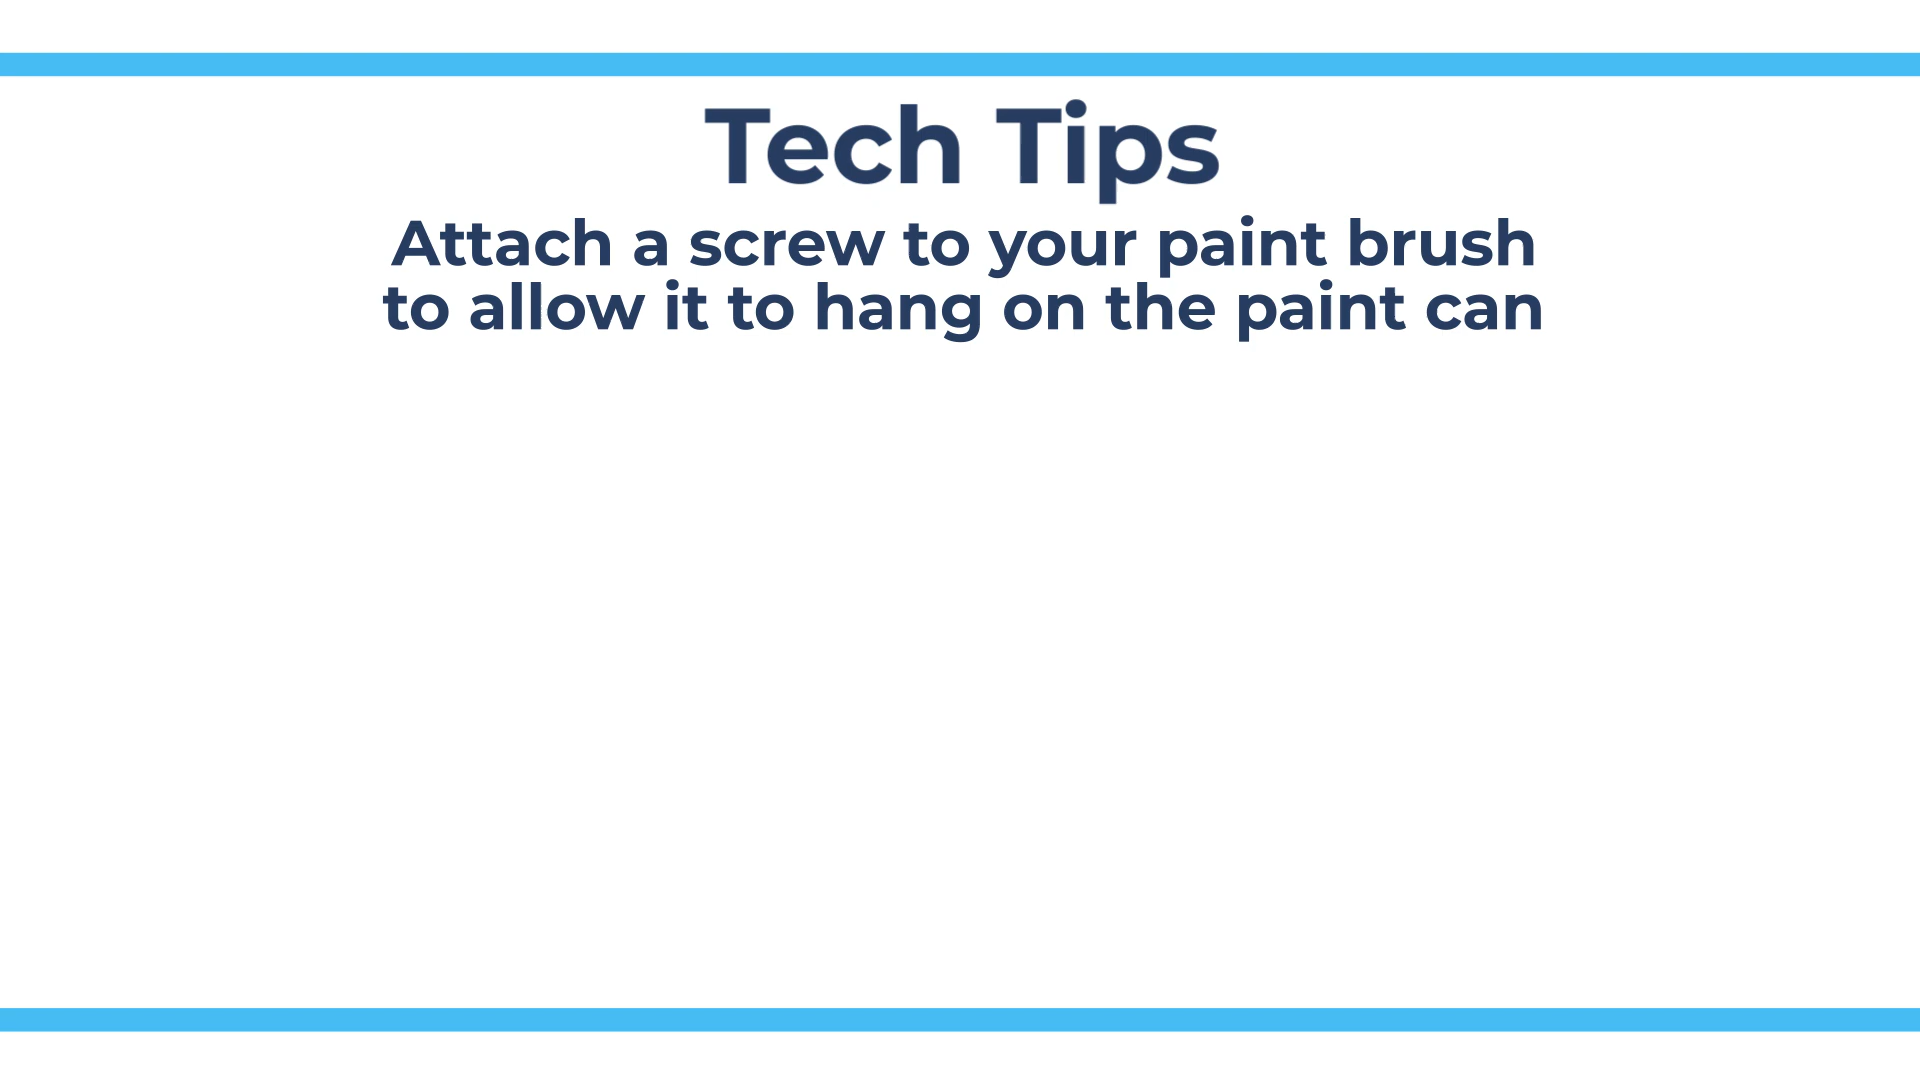 Tech Tips
Attach a screw to your paint brush
to allow it to hang on the paint can